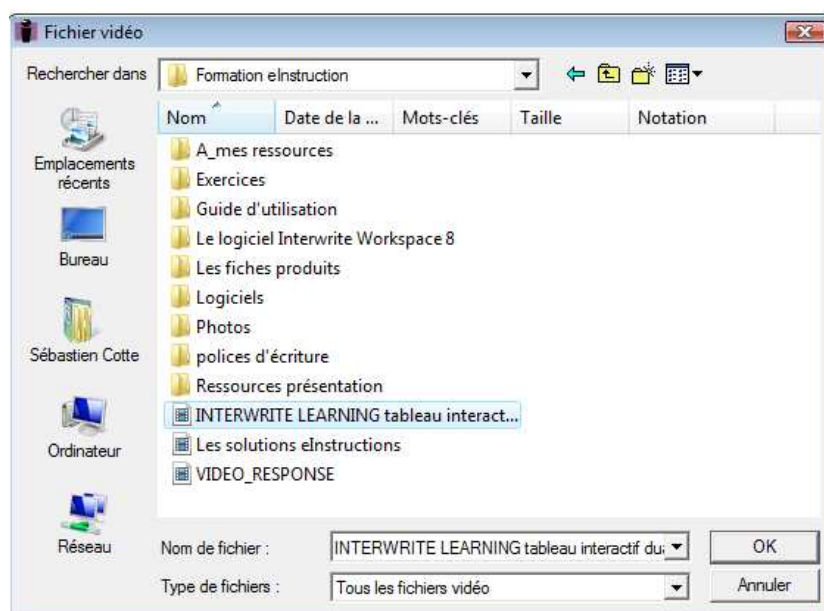 Fichier vidéo
Rechercher dans
Formation eInstruction
Nom Date de la ... Mots-clés Taille Notation
A_mes ressources
Exercices
Guide d'utilisation
Le logiciel Interwrite Workspace 8
Les fiches produits
Logiciels
Photos
polices d'écriture
Ressources présentation
INTERWRITE LEARNING tableau interact...
Les solutions eInstructions
VIDEO_RESPONSE
Emplacements
récents
Bureau
Sébastien Cotte
Ordinateur
Réseau
Nom de fichier :
INTERWRITE LEARNING tableau interactif
OK
Type de fichiers :
Tous les fichiers vidéo
Annuler